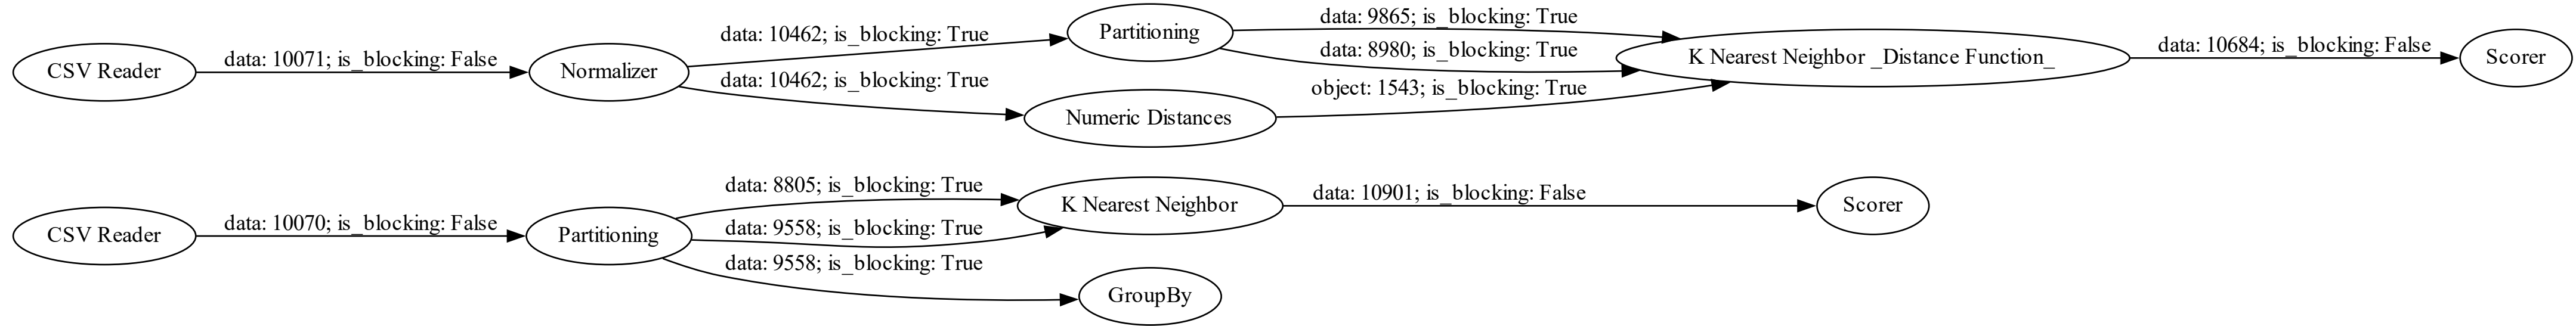 CSV Reader
data: 10071; is_blocking: False
Normalizer
data: 10462; is_blocking: True
data: 10462; is_blocking: True
Partitioning
Numeric Distances
data: 9865; is_blocking: True
data: 8980; is_blocking: True
object: 1543; is_blocking: True
K Nearest Neighbor _Distance Function_
data: 10684; is_blocking: False
Scorer
CSV Reader
data: 10070; is_blocking: False
Partitioning
data: 8805; is_blocking: True
data: 9558; is_blocking: True
data: 9558; is_blocking: True
K Nearest Neighbor
GroupBy
data: 10901; is_blocking: False
Scorer